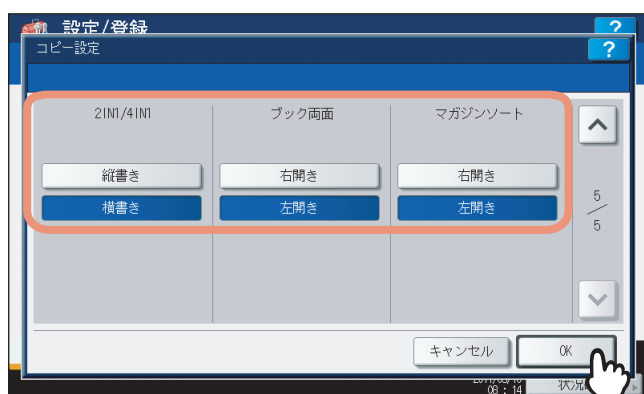 設定/登録
?
コピー設定
?
2IN1/4IN1
ブック両面
マガジンソート
縦書き
右開き
右開き
横書き
左開き
左開き
5
/
5
キャンセル
OK
08:14
状況